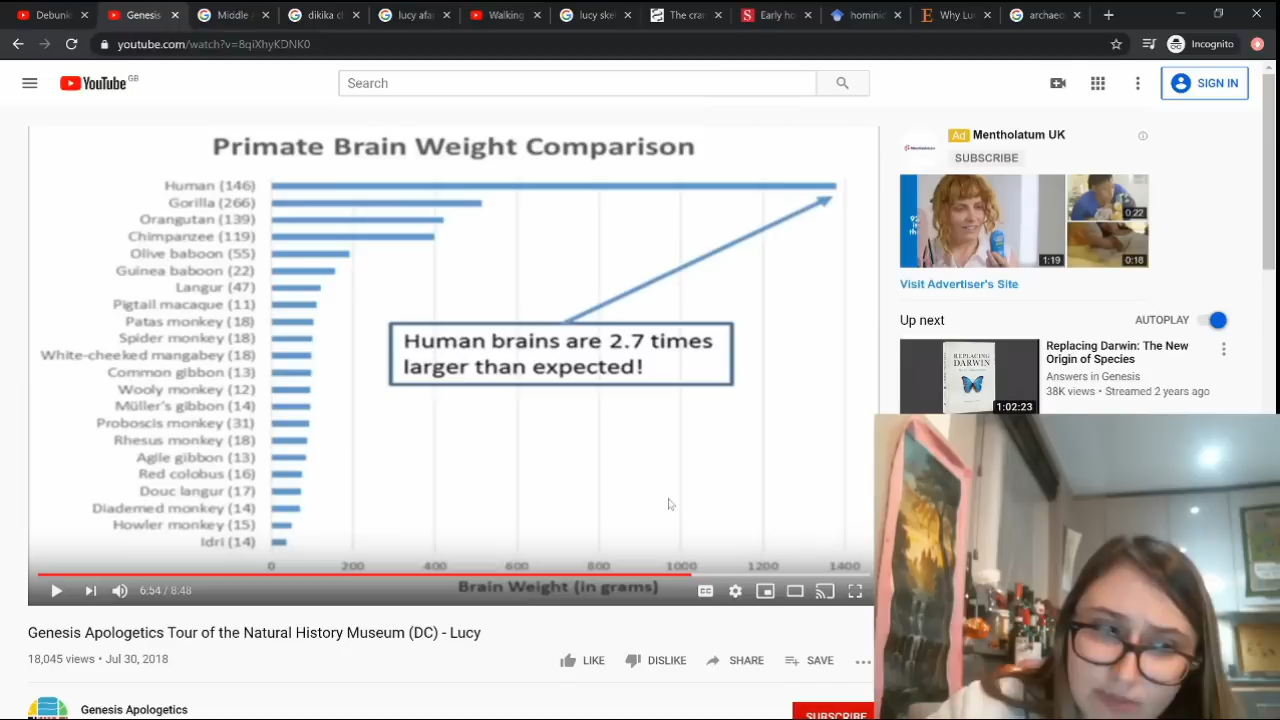 Debunki
Genesis
Middle A
dikika ch
lucy afar
Walking
lucy skel
The cran
Early ho
hominid
Why Luc
archaeo
youtube.com/watch?v=8qiXhyKDNK0
Incognito
YouTube GB
Search
SIGN IN
Primate Brain Weight Comparison
Human (146)
Gorilla (266)
Orangutan (139)
Chimpanzee (119)
Olive baboon (55)
Guinea baboon (22)
Langur (47)
Pigtail macaque (11)
Patas monkey (18)
Spider monkey (18)
White-cheeked mangabey (18)
Common gibbon (13)
Wooly monkey (12)
Müller's gibbon (14)
Proboscis monkey (31)
Rhesus monkey (18)
Agile gibbon (13)
Red colobus (16)
Douc langur (17)
Diademed monkey (14)
Howler monkey (15)
Idri (14)
Human brains are 2.7 times
larger than expected!
0 200 400 600 800 1000 1200 1400
Brain Weight (in grams)
6:54 / 8:48
Genesis Apologetics Tour of the Natural History Museum (DC) - Lucy
18,045 views • Jul 30, 2018
LIKE DISLIKE SHARE SAVE
Genesis Apologetics
SUBSCRIBE
Ad Mentholatum UK
SUBSCRIBE
1:19
0:22
0:18
Visit Advertiser's Site
Up next
AUTOPLAY
REPLACING
DARWIN
1:02:23
Replacing Darwin: The New
Origin of Species
Answers in Genesis
38K views • Streamed 2 years ago